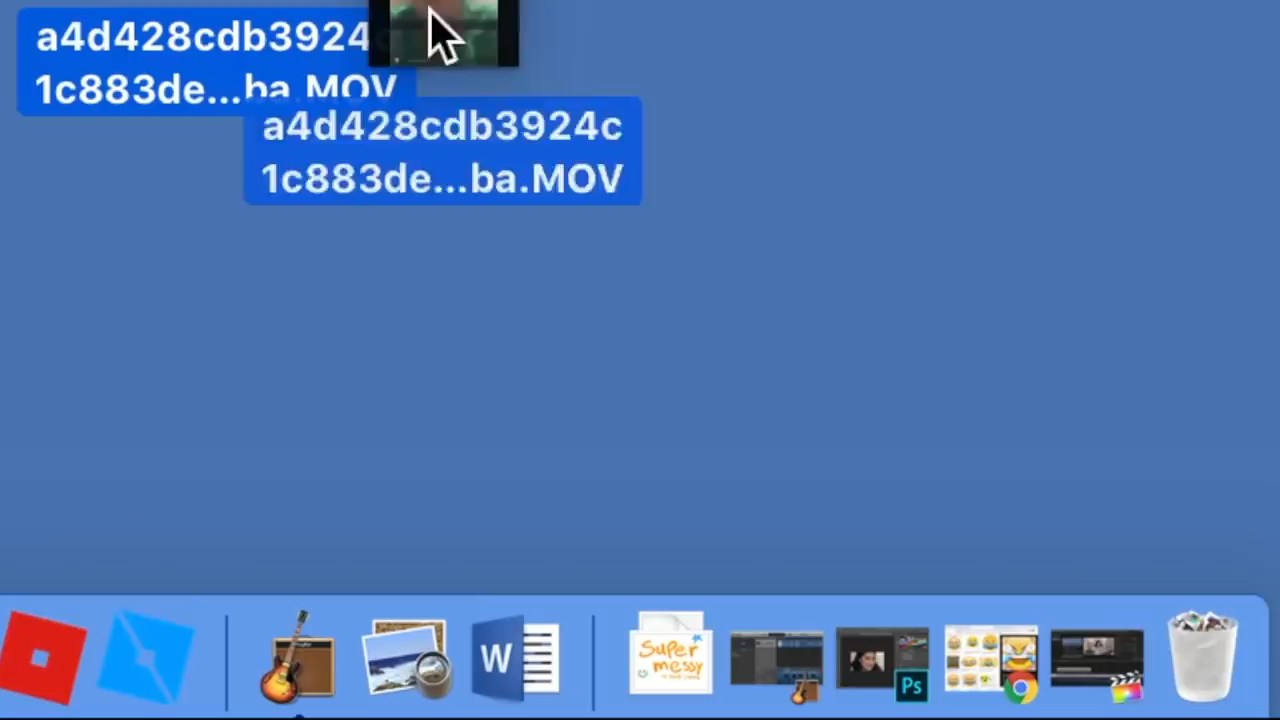 a4d428cdb3924
1c883de...ba.MOV
a4d428cdb3924c
1c883de...ba.MOV
W
Super
messy
Ps